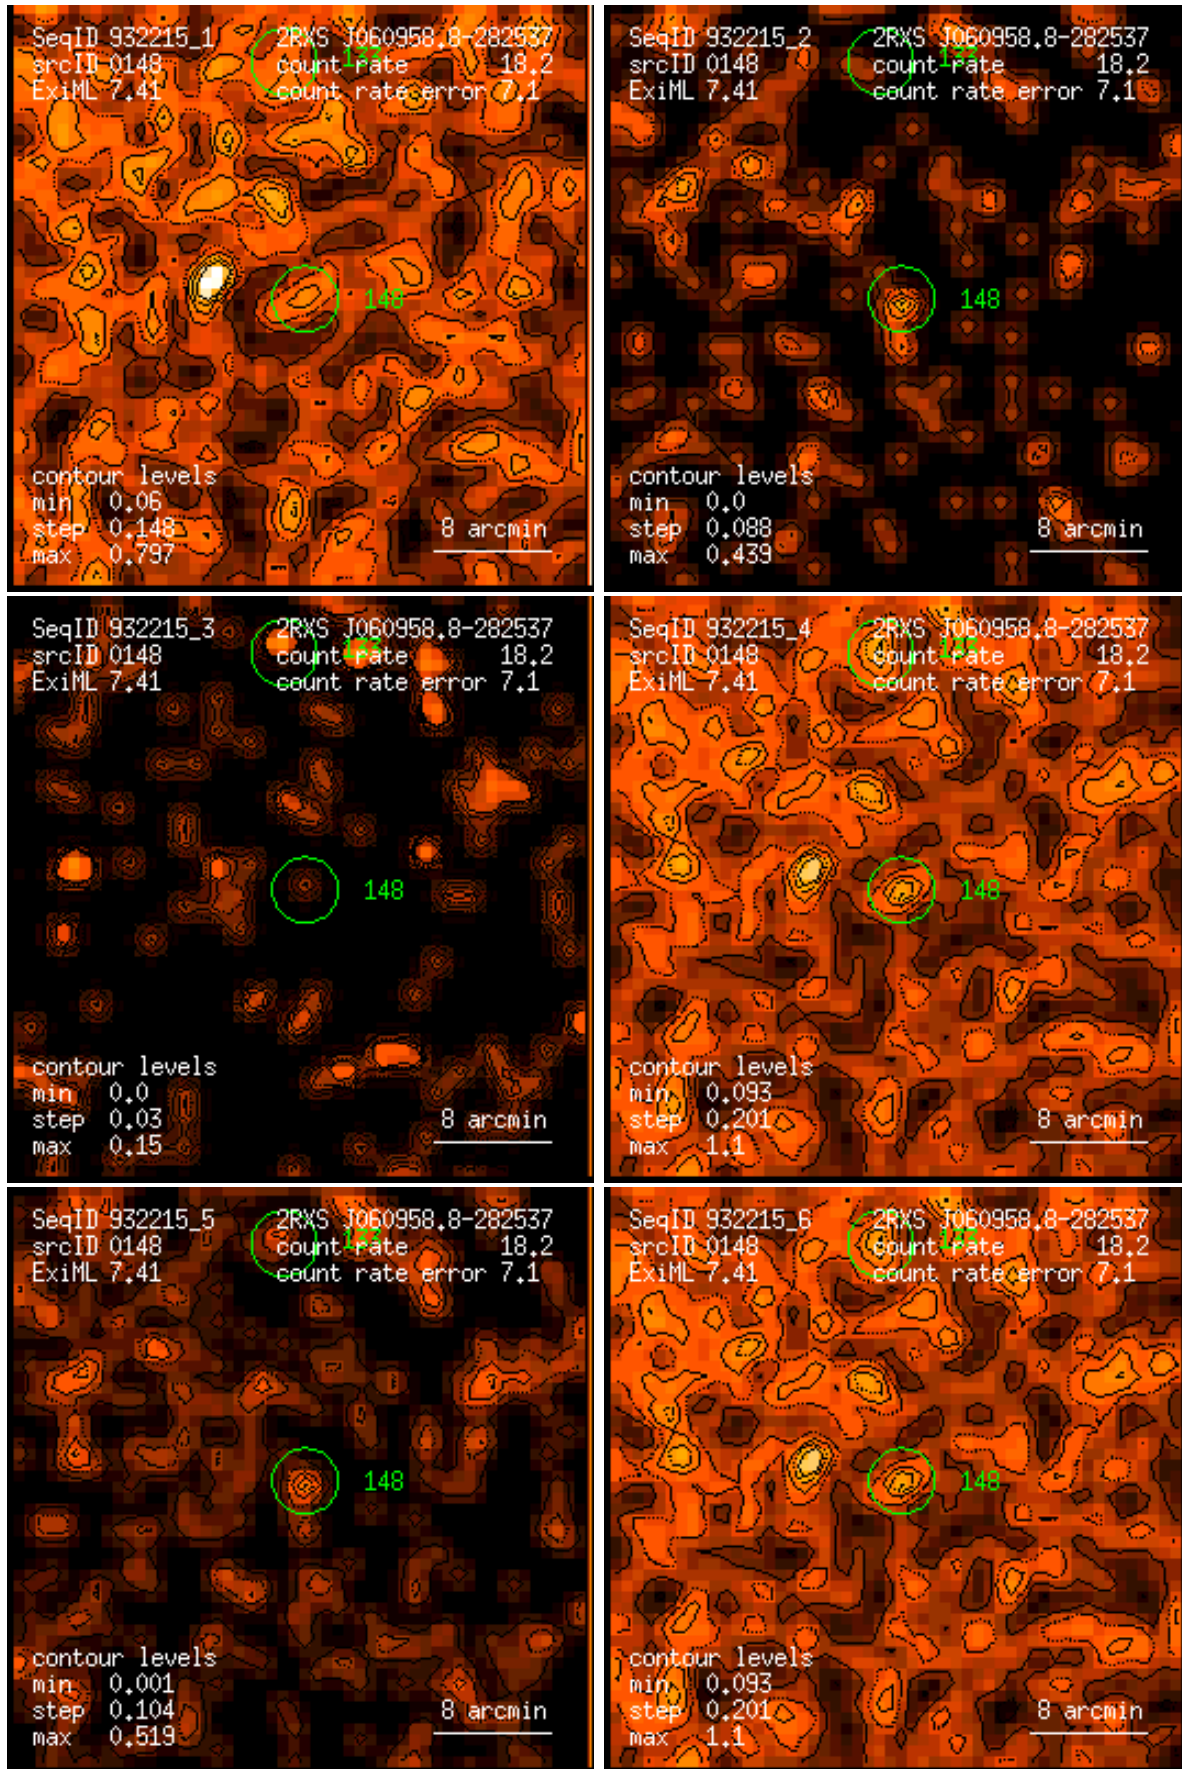 SeqID 932215_1 2RXS J060958.8-282537
srcID 0148 count rate 18.2
133
ExiML 7.41 count rate error 7.1
148
contour levels
min 0.06
step 0.148 8 arcmin
max 0.797
SeqID 932215_2 2RXS J060958.8-282537
srcID 0148 count rate 18.2
133
ExiML 7.41 count rate error 7.1
148
contour levels
min 0.0
step 0.088 8 arcmin
max 0.439
SeqID 932215_3 2RXS J060958.8-282537
srcID 0148 count rate 18.2
133
ExiML 7.41 count rate error 7.1
148
contour levels
min 0.0
step 0.03 8 arcmin
max 0.15
SeqID 932215_4 2RXS J060958.8-282537
srcID 0148 count rate 18.2
133
ExiML 7.41 count rate error 7.1
148
contour levels
min 0.093
step 0.201 8 arcmin
max 1.1
SeqID 932215_5 2RXS J060958.8-282537
srcID 0148 count rate 18.2
133
ExiML 7.41 count rate error 7.1
148
contour levels
min 0.001
step 0.104 8 arcmin
max 0.519
SeqID 932215_6 2RXS J060958.8-282537
srcID 0148 count rate 18.2
133
ExiML 7.41 count rate error 7.1
148
contour levels
min 0.093
step 0.201 8 arcmin
max 1.1